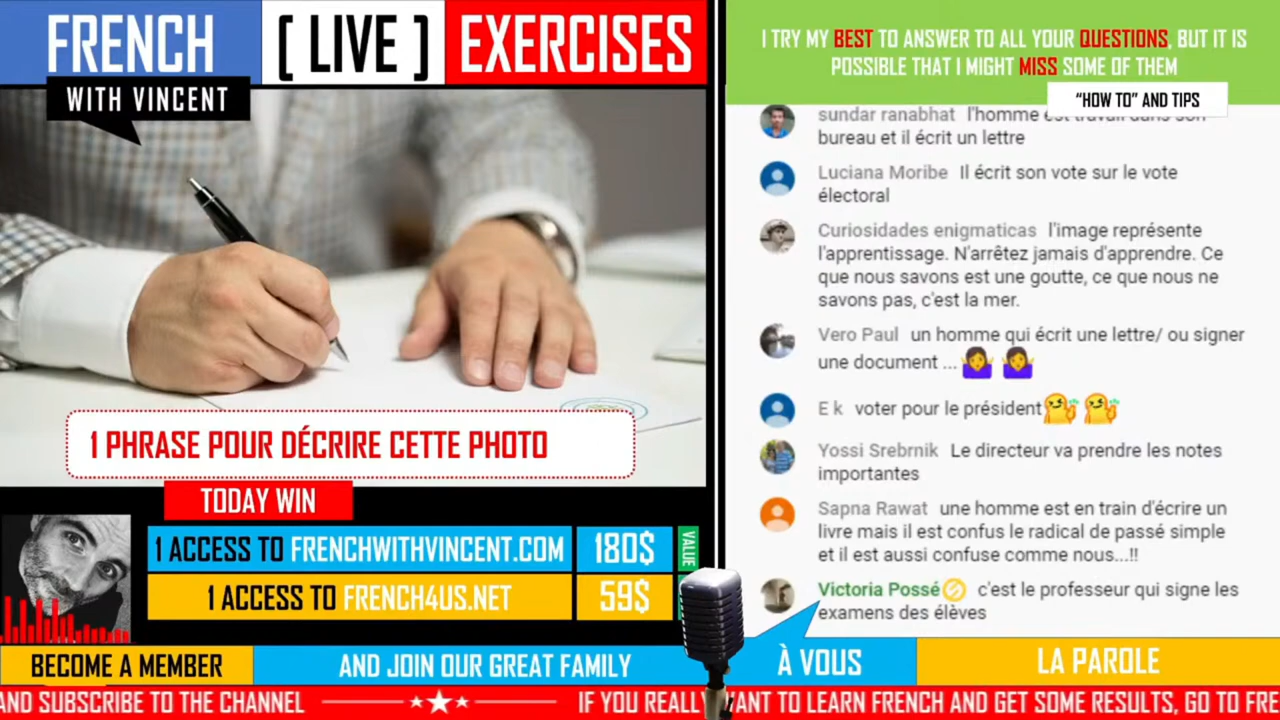 FRENCH
WITH VINCENT
[ LIVE ]
EXERCISES
1 PHRASE POUR DÉCRIRE CETTE PHOTO
TODAY WIN
1 ACCESS TO FRENCHWITHVINCENT.COM 180$
VALUE
1 ACCESS TO FRENCH4US.NET 59$
BECOME A MEMBER
AND JOIN OUR GREAT FAMILY
I TRY MY BEST TO ANSWER TO ALL YOUR QUESTIONS, BUT IT IS
POSSIBLE THAT I MIGHT MISS SOME OF THEM
“HOW TO” AND TIPS
sundar ranabhat l'homme est travail dans son
bureau et il écrit un lettre
Luciana Moribe Il écrit son vote sur le vote
électoral
Curiosidades enigmaticas l'image représente
l'apprentissage. N'arrêtez jamais d'apprendre. Ce
que nous savons est une goutte, ce que nous ne
savons pas, c'est la mer.
Vero Paul un homme qui écrit une lettre/ ou signer
une document ...
E k voter pour le président
Yossi Srebrnik Le directeur va prendre les notes
importantes
Sapna Rawat une homme est en train d'écrire un
livre mais il est confus le radical de passé simple
et il est aussi confuse comme nous...!!
Victoria Possé c'est le professeur qui signe les
examens des élèves
À VOUS
LA PAROLE
AND SUBSCRIBE TO THE CHANNEL
IF YOU REALLY WANT TO LEARN FRENCH AND GET SOME RESULTS, GO TO FRE